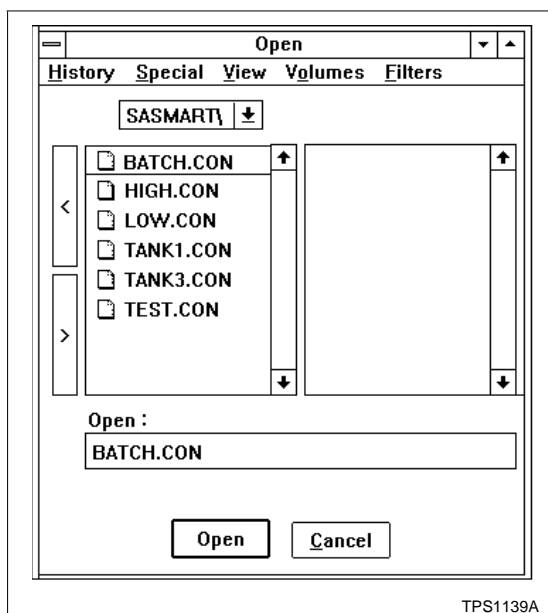 Open
History Special View Volumes Filters
SASMART\
<
>
BATCH.CON
HIGH.CON
LOW.CON
TANK1.CON
TANK3.CON
TEST.CON
Open :
BATCH.CON
Open Cancel
TPS1139A